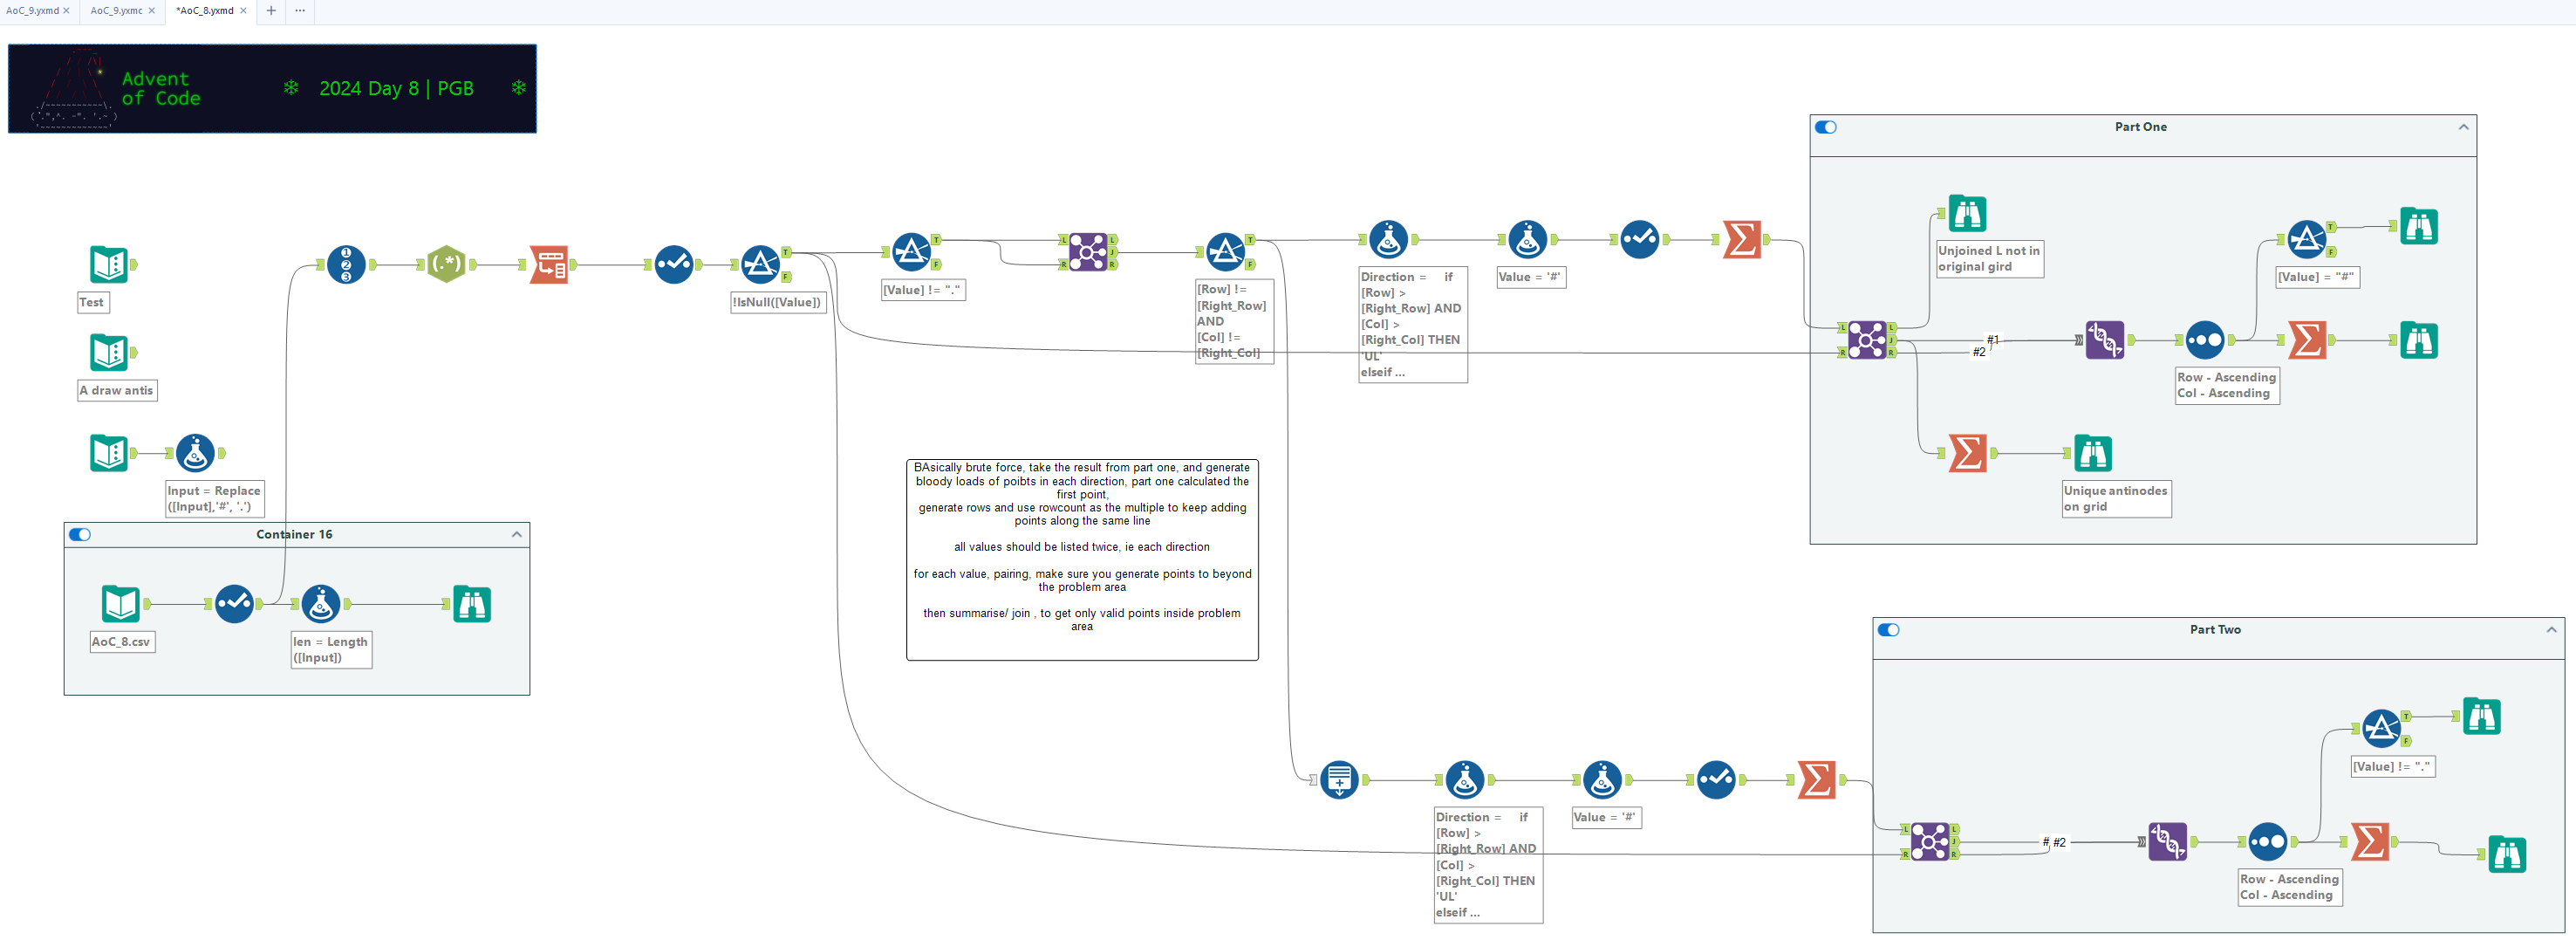 AoC_9.yxmd
AoC_9.yxmc
*AoC_8.yxmd
Advent
of Code
2024 Day 8 | PGB
Part One
Test
A draw antis
Input = Replace
([Input],'#', '.')
!IsNull([Value])
[Value] != "."
[Row] !=
[Right_Row]
AND
[Col] !=
[Right_Col]
Direction = if
[Row] >
[Right_Row] AND
[Col] >
[Right_Col] THEN
'UL'
elseif ...
Value = '#'
Unjoined L not in
original gird
[Value] = "#"
#1
#2
Row - Ascending
Col - Ascending
Unique antinodes
on grid
Container 16
AoC_8.csv
len = Length
([Input])
BAsically brute force, take the result from part one, and generate
bloody loads of poibts in each direction, part one calculated the
first point,
generate rows and use rowcount as the multiple to keep adding
points along the same line
all values should be listed twice, ie each direction
for each value, pairing, make sure you generate points to beyond
the problem area
then summarise/ join , to get only valid points inside problem
area
Part Two
Direction = if
[Row] >
[Right_Row] AND
[Col] >
[Right_Col] THEN
'UL'
elseif ...
Value = '#'
[Value] != "."
# #2
Row - Ascending
Col - Ascending